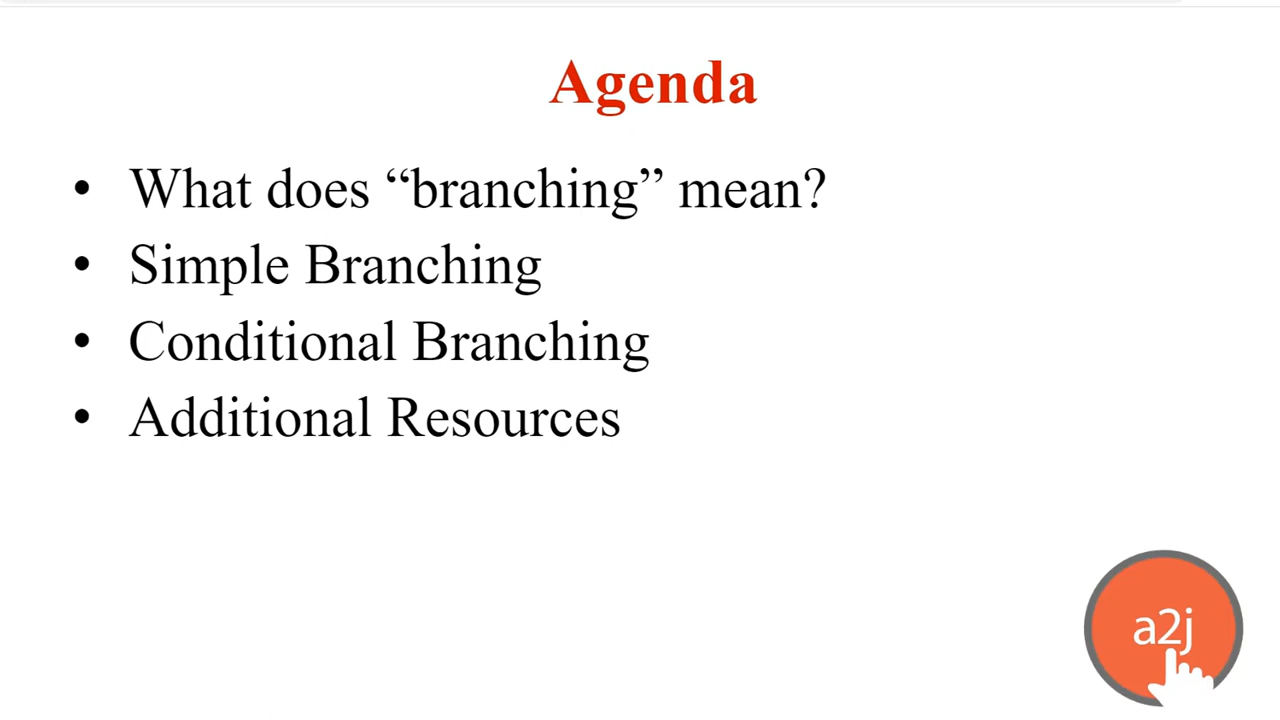 Agenda
• What does “branching” mean?
• Simple Branching
• Conditional Branching
• Additional Resources
a2j